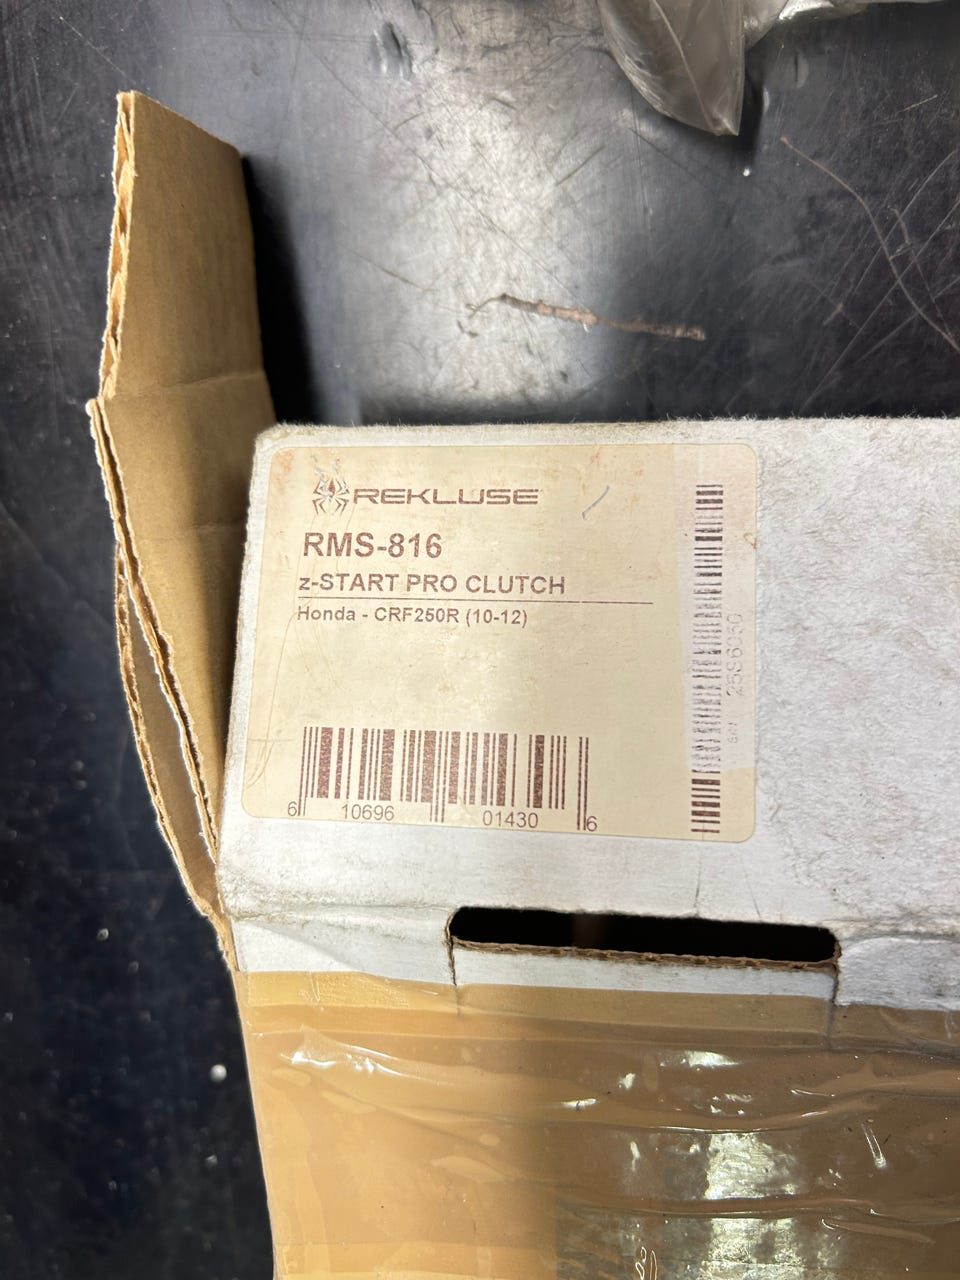 REKLUSE
RMS-816
z-START PRO CLUTCH
Honda - CRF250R (10-12)
6 10696 01430 6